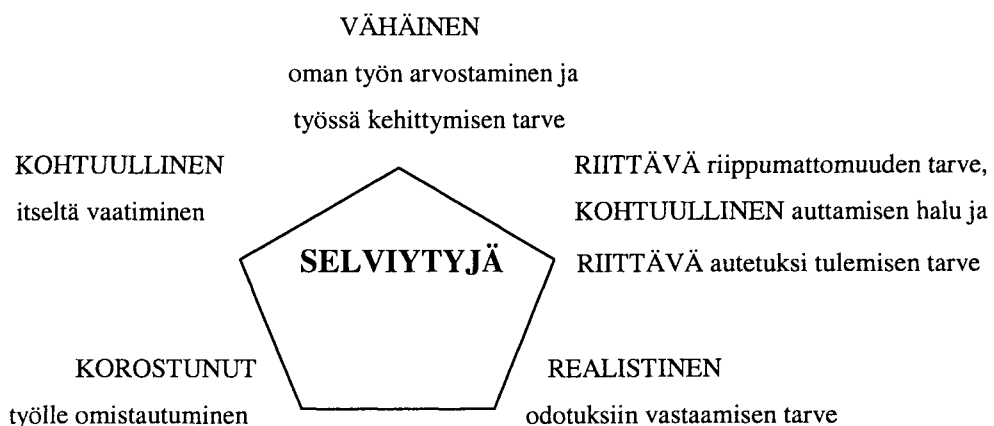 VÄHÄINEN
oman työn arvostaminen ja
työssä kehittymisen tarve
KOHTUULLINEN
itseltä vaatiminen
RIITTÄVÄ riippumattomuuden tarve,
KOHTUULLINEN auttamisen halu ja
RIITTÄVÄ autetuksi tulemisen tarve
SELVIYTYJÄ
KOROSTUNUT
työlle omistautuminen
REALISTINEN
odotuksiin vastaamisen tarve